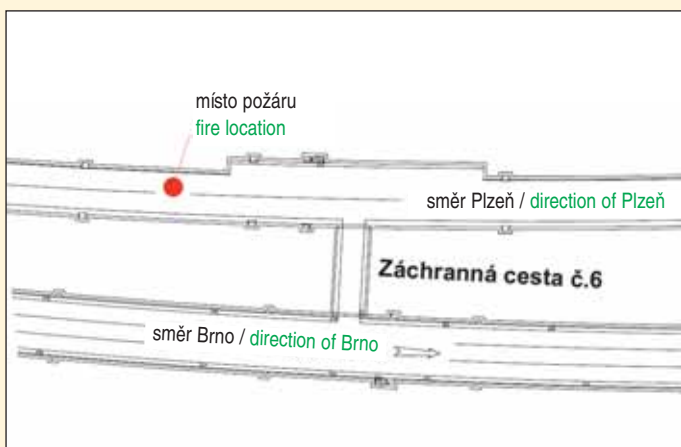 místo požáru
fire location
směr Plzeň / direction of Plzeň
Záchranná cesta č.6
směr Brno / direction of Brno